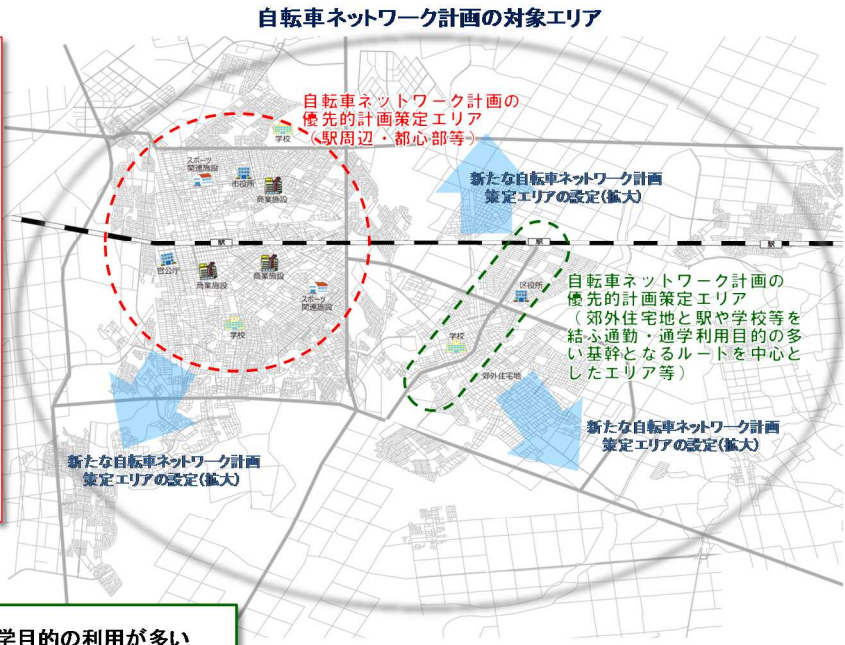 自転車ネットワーク計画の対象エリア
自転車ネットワーク計画の
優先的計画策定エリア
(駅周辺・都心部等)
学校
スポーツ
関連施設
市役所
商業施設
新たな自転車ネットワーク計画
策定エリアの設定(拡大)
駅
駅
駅
官公庁
商業施設
商業施設
スポーツ
関連施設
学校
区役所
学校
郊外住宅地
自転車ネットワーク計画の
優先的計画策定エリア
(郊外住宅地と駅や学校等を
結ぶ通勤・通学利用目的の多
い基幹となるルートを中心と
したエリア等)
新たな自転車ネットワーク計画
策定エリアの設定(拡大)
新たな自転車ネットワーク計画
策定エリアの設定(拡大)
学目的の利用が多い